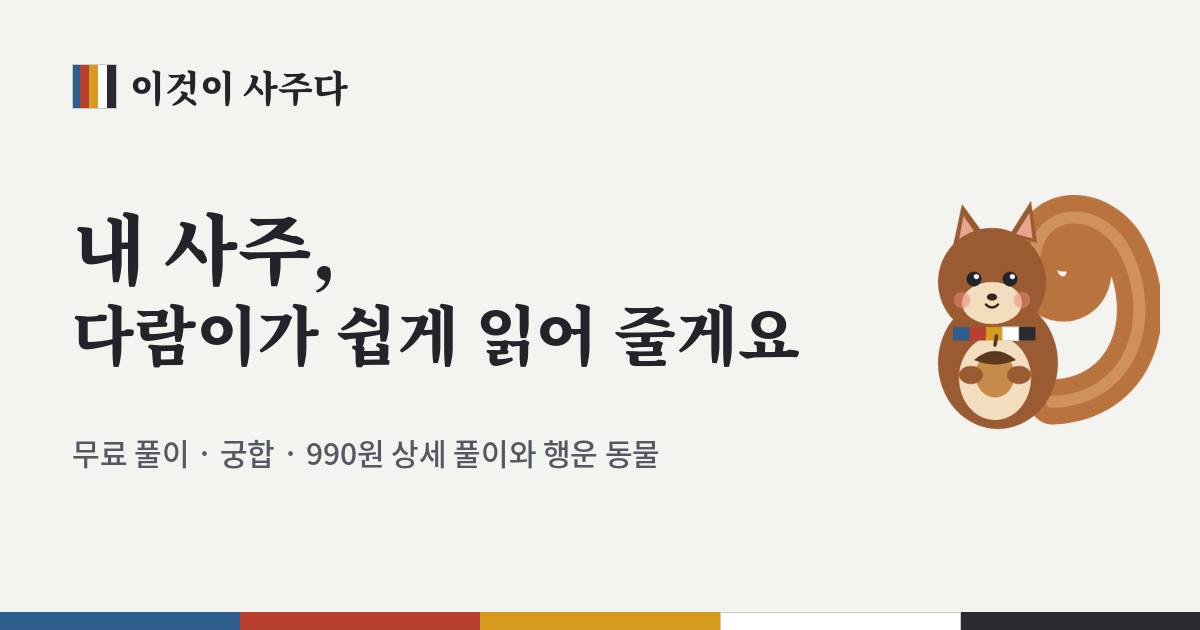 이것이 사주다
내 사주,
다람이가 쉽게 읽어 줄게요
무료 풀이 · 궁합 · 990원 상세 풀이와 행운 동물